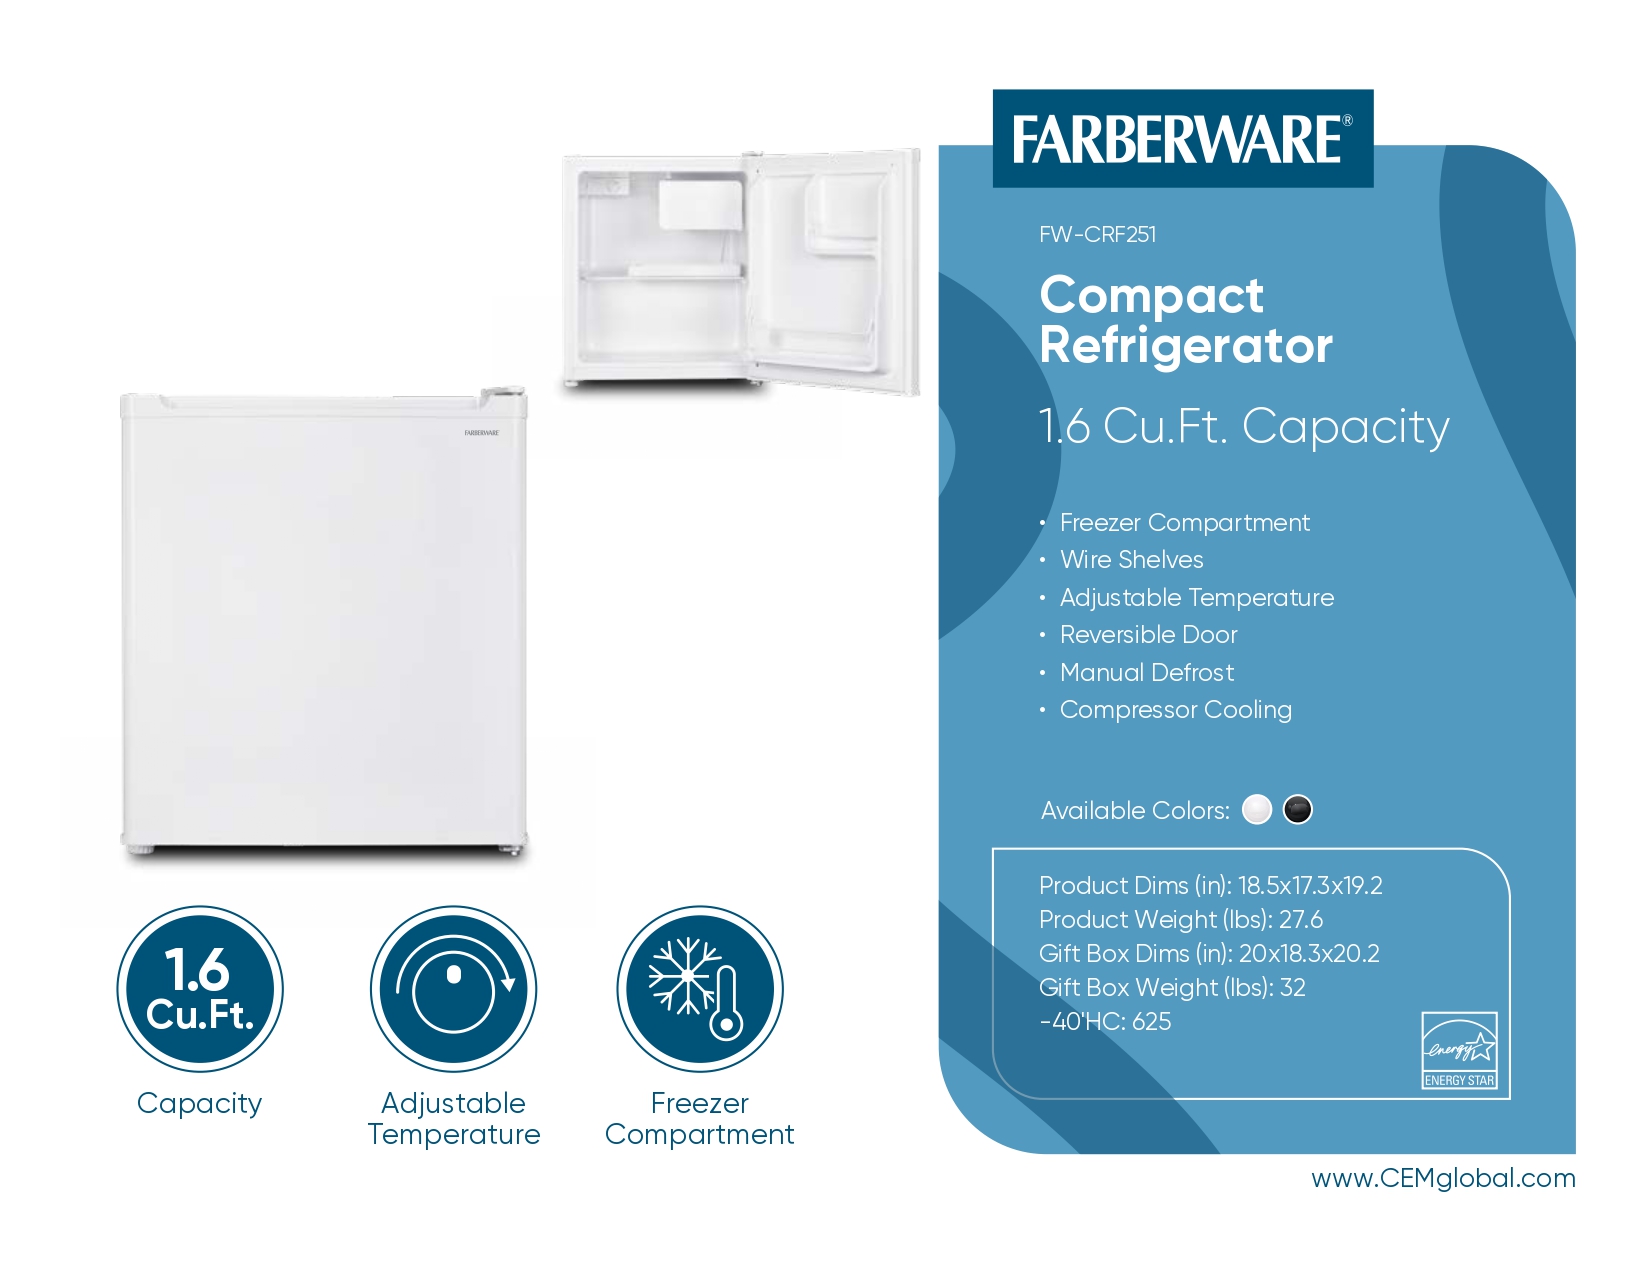 FARBERWARE®
FW-CRF251
Compact
Refrigerator
1.6 Cu.Ft. Capacity
• Freezer Compartment
• Wire Shelves
• Adjustable Temperature
• Reversible Door
• Manual Defrost
• Compressor Cooling
Available Colors:
Product Dims (in): 18.5x17.3x19.2
Product Weight (lbs): 27.6
Gift Box Dims (in): 20x18.3x20.2
Gift Box Weight (lbs): 32
-40'HC: 625
energy
ENERGY STAR
www.CEMglobal.com
FARBERWARE
1.6
Cu.Ft.
Capacity
Adjustable
Temperature
Freezer
Compartment